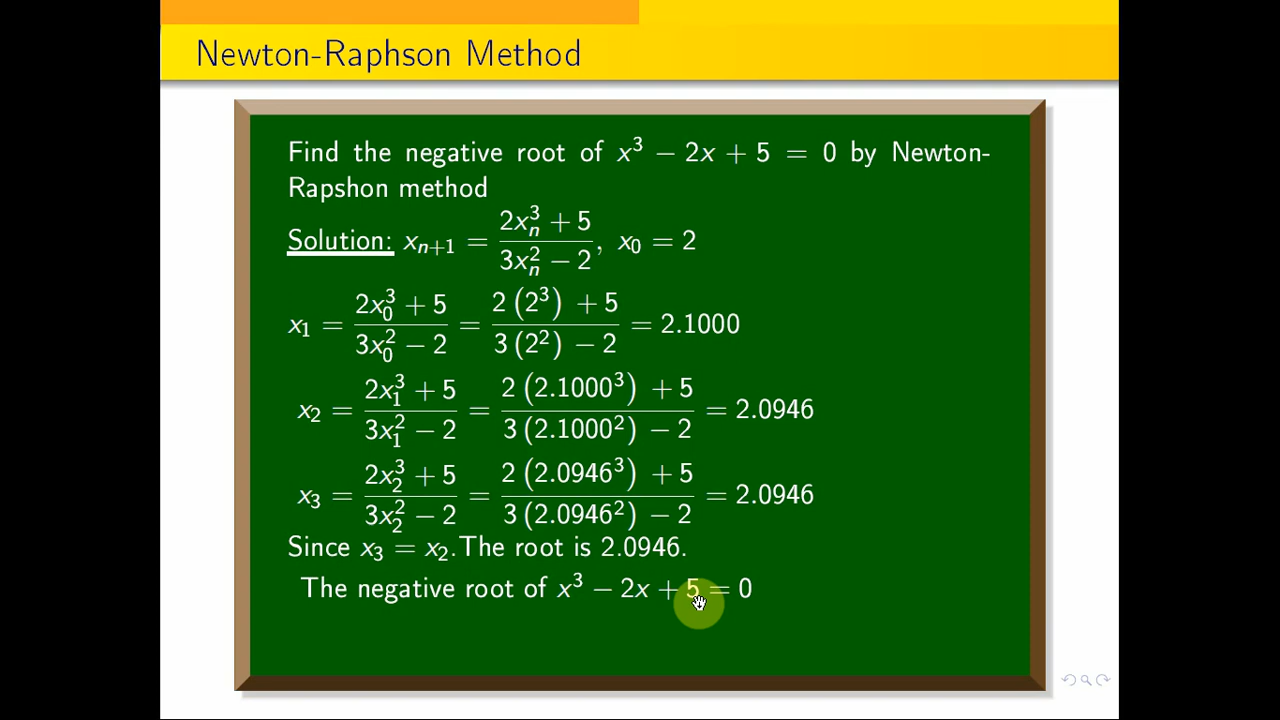 Newton-Raphson Method
Find the negative root of x³ − 2x + 5 = 0 by Newton-
Rapshon method
Solution: xₙ₊₁ = (2xₙ³ + 5)/(3xₙ² − 2), x₀ = 2
x₁ = (2x₀³ + 5)/(3x₀² − 2) = (2(2³) + 5)/(3(2²) − 2) = 2.1000
x₂ = (2x₁³ + 5)/(3x₁² − 2) = (2(2.1000³) + 5)/(3(2.1000²) − 2) = 2.0946
x₃ = (2x₂³ + 5)/(3x₂² − 2) = (2(2.0946³) + 5)/(3(2.0946²) − 2) = 2.0946
Since x₃ = x₂.The root is 2.0946.
The negative root of x³ − 2x + 5 = 0